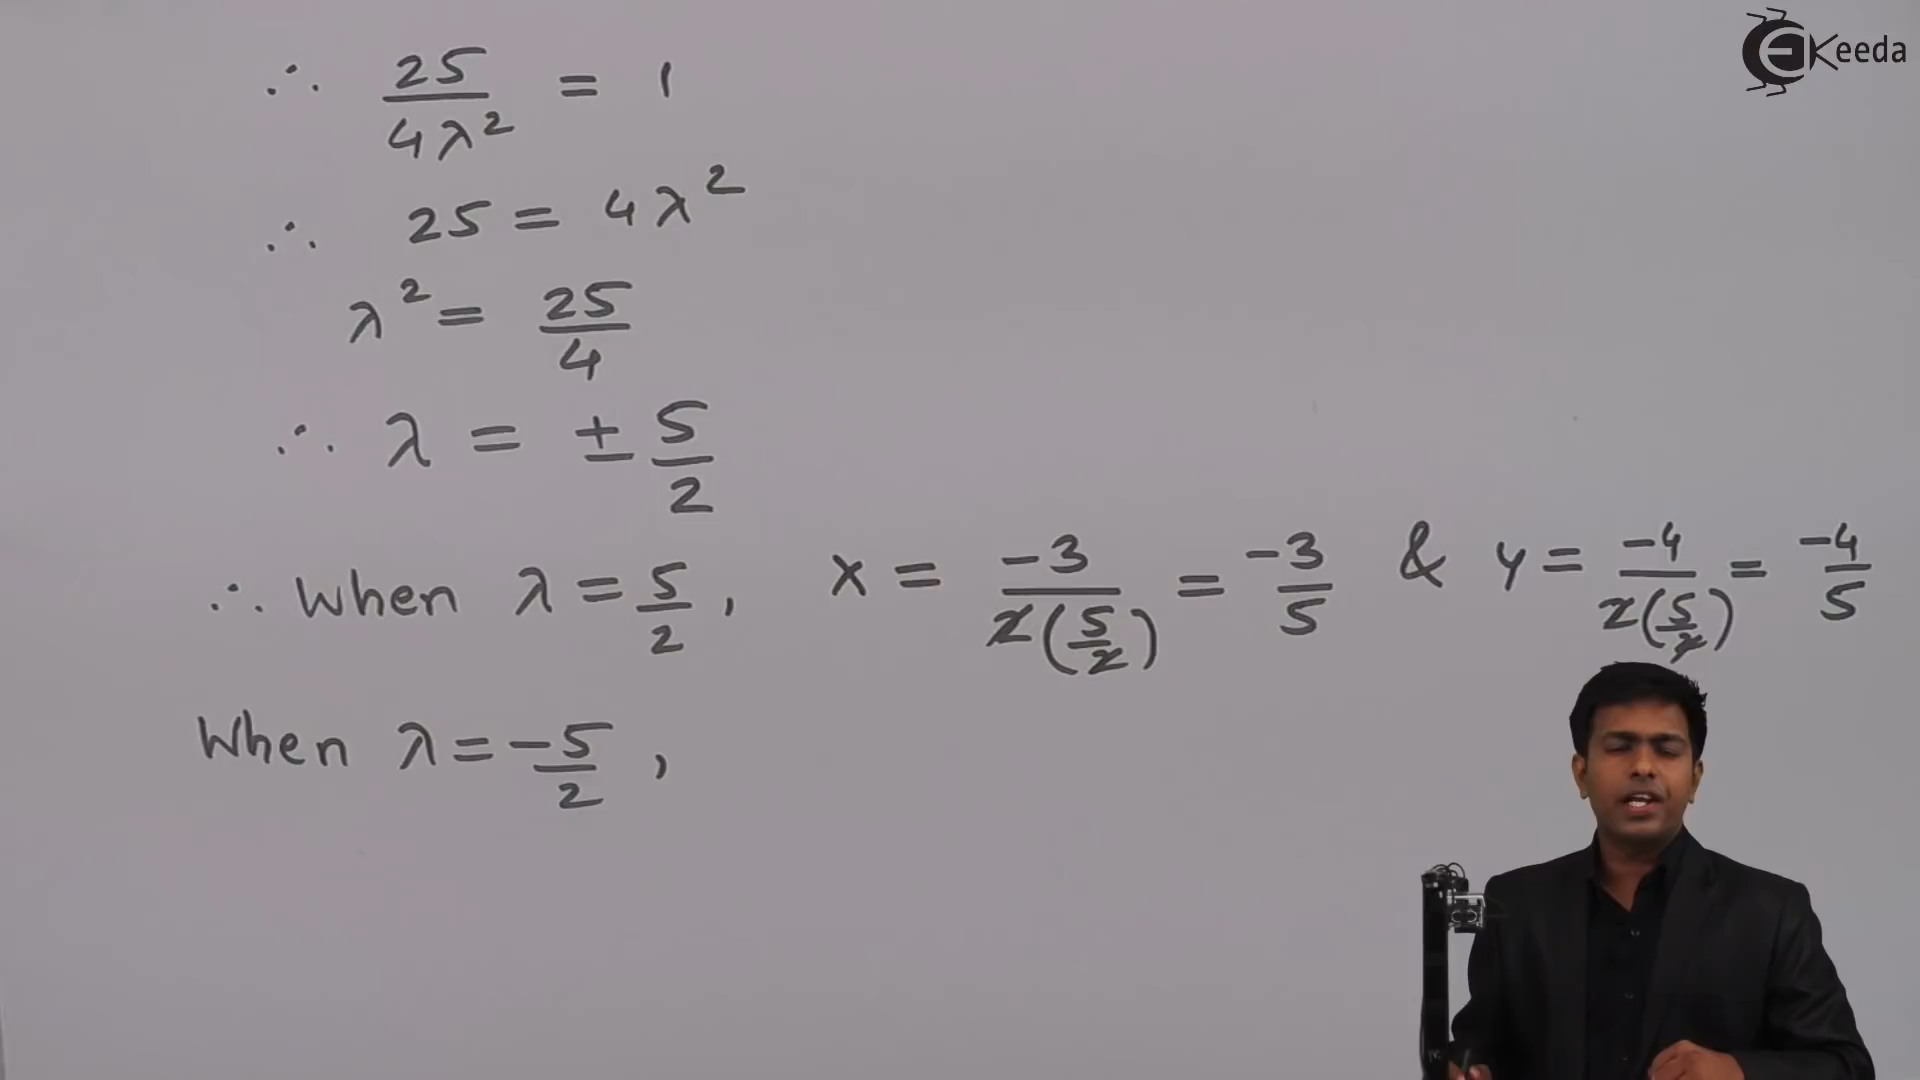 EKeeda
∴ 25/4λ² = 1
∴ 25 = 4λ²
λ² = 25/4
∴ λ = ± 5/2
∴ When λ = 5/2, x = -3/2(5/2) = -3/5 & y = -4/2(5/2) = -4/5
When λ = -5/2,